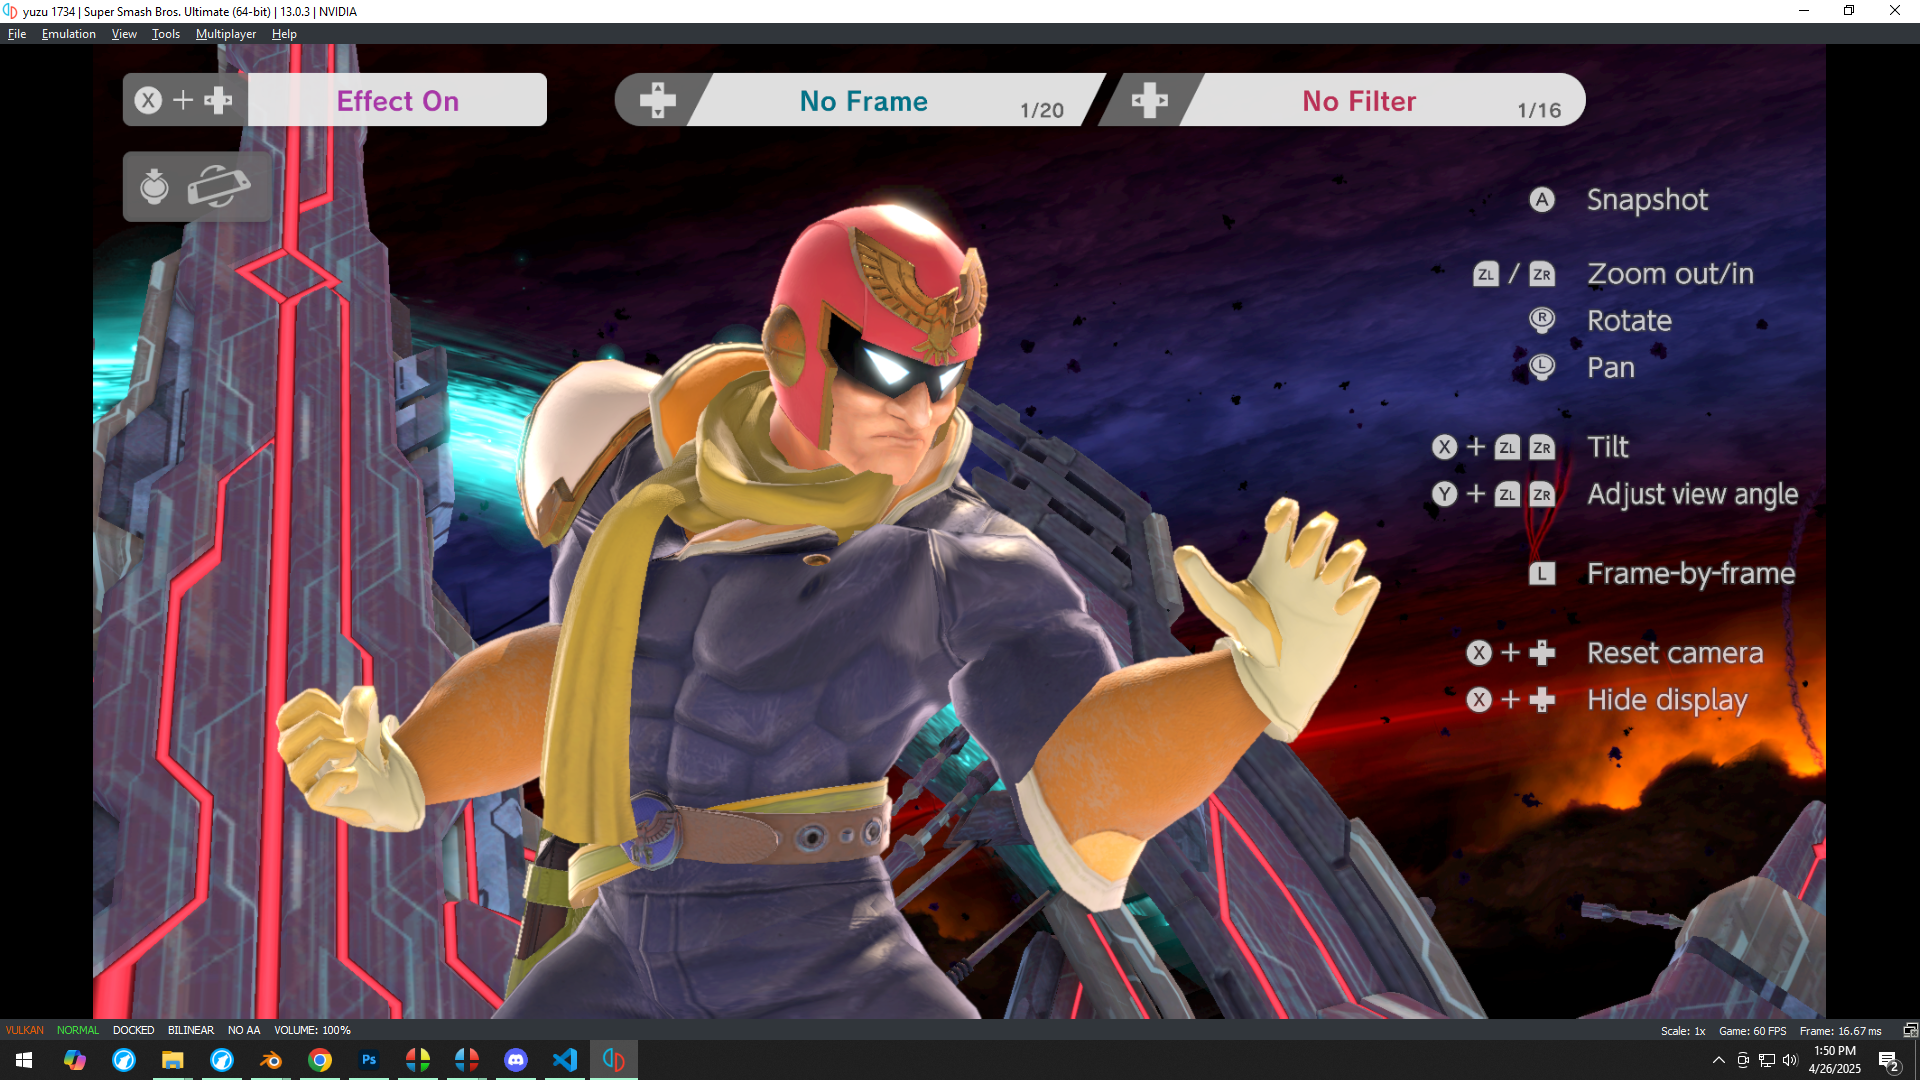 yuzu 1734 | Super Smash Bros. Ultimate (64-bit) | 13.0.3 | NVIDIA
File Emulation View Tools Multiplayer Help
X + Effect On
No Frame 1/20
No Filter 1/16
A Snapshot
ZL / ZR Zoom out/in
R Rotate
L Pan
X + ZL ZR Tilt
Y + ZL ZR Adjust view angle
L Frame-by-frame
X + Reset camera
X + Hide display
VULKAN NORMAL DOCKED BILINEAR NO AA VOLUME: 100% Scale: 1x Game: 60 FPS Frame: 16.67 ms
Ps
1:50 PM
4/26/2025
2